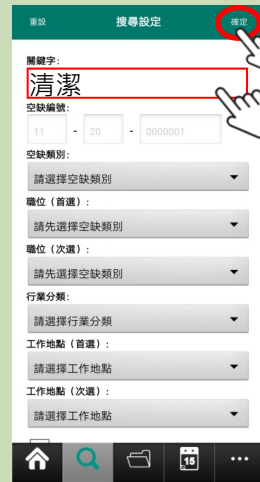 重設 搜尋設定 確定
關鍵字:
清潔
空缺編號:
11 - 20 - 0000001
空缺類別:
請選擇空缺類別
職位（首選）:
請先選擇空缺類別
職位（次選）:
請先選擇空缺類別
行業分類:
請選擇行業分類
工作地點（首選）:
請選擇工作地點
工作地點（次選）:
請選擇工作地點
15